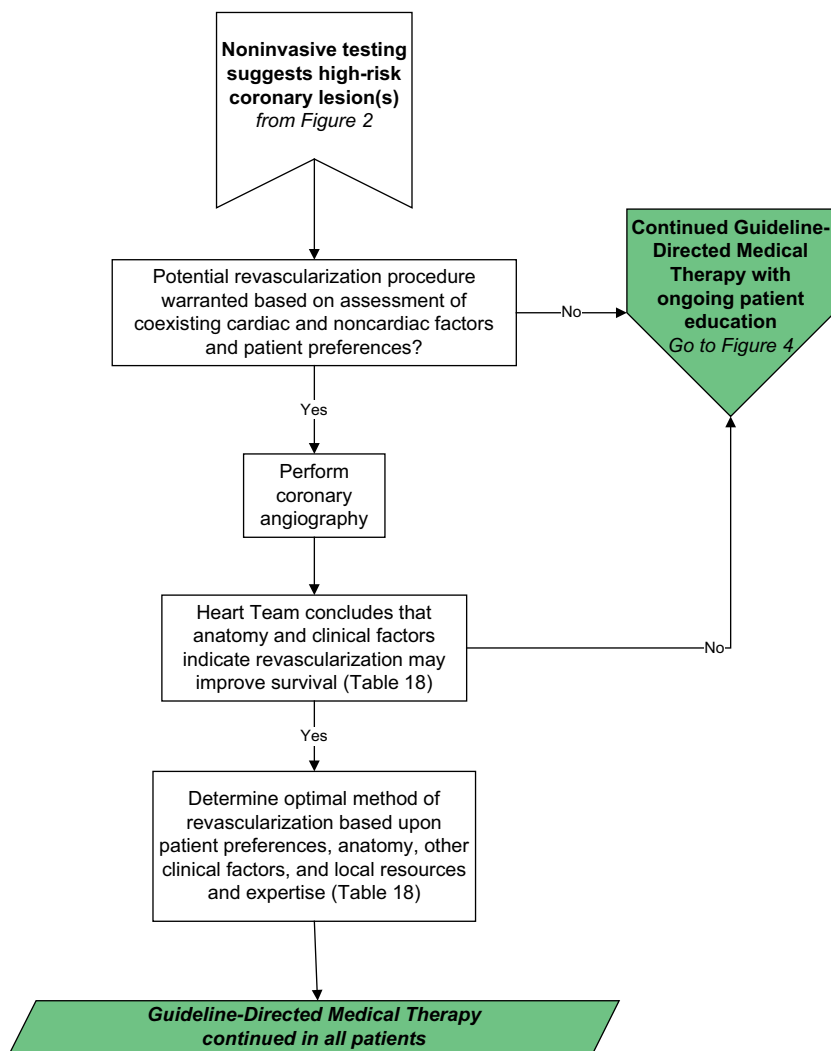 Noninvasive testing
suggests high-risk
coronary lesion(s)
from Figure 2
Continued Guideline-
Directed Medical
Therapy with
ongoing patient
education
Go to Figure 4
Potential revascularization procedure
warranted based on assessment of
coexisting cardiac and noncardiac factors
and patient preferences?
No
Yes
Perform
coronary
angiography
Heart Team concludes that
anatomy and clinical factors
indicate revascularization may
improve survival (Table 18)
No
Yes
Determine optimal method of
revascularization based upon
patient preferences, anatomy, other
clinical factors, and local resources
and expertise (Table 18)
Guideline-Directed Medical Therapy
continued in all patients